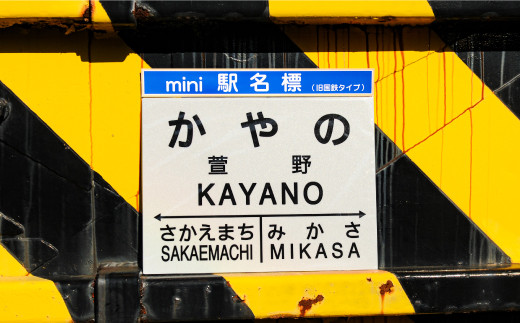 mini 駅名標(旧国鉄タイプ)
かやの
萱野
KAYANO
さかえまち みかさ
SAKAEMACHI MIKASA